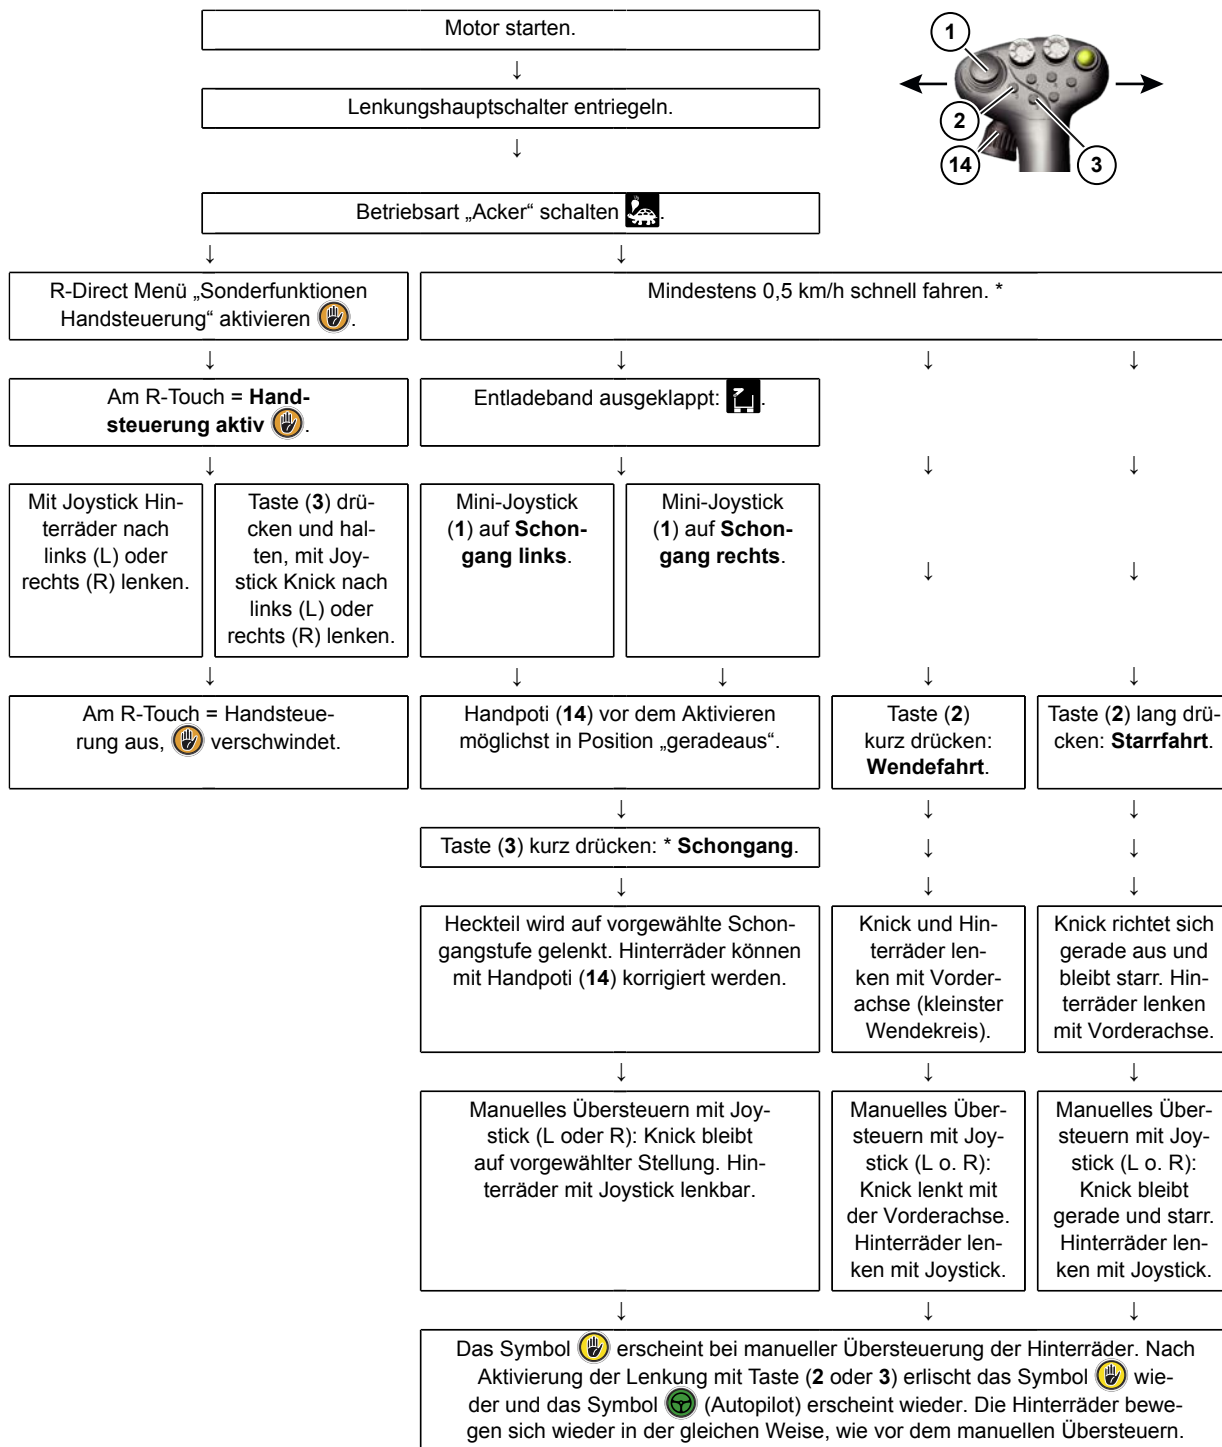 Motor starten.
1
↓
Lenkungshauptschalter entriegeln.
2
↓
14
3
Betriebsart „Acker“ schalten .
↓ ↓
R-Direct Menü „Sonderfunktionen
Handsteuerung“ aktivieren .
Mindestens 0,5 km/h schnell fahren. *
↓ ↓ ↓ ↓
Am R-Touch = Hand-
steuerung aktiv .
Entladeband ausgeklappt: .
↓ ↓ ↓ ↓
Mit Joystick Hin-
terräder nach
links (L) oder
rechts (R) lenken.
Taste (3) drü-
cken und hal-
ten, mit Joy-
stick Knick nach
links (L) oder
rechts (R) lenken.
Mini-Joystick
(1) auf Schon-
gang links.
Mini-Joystick
(1) auf Schon-
gang rechts.
↓ ↓
↓ ↓ ↓ ↓ ↓
Am R-Touch = Handsteue-
rung aus, verschwindet.
Handpoti (14) vor dem Aktivieren
möglichst in Position „geradeaus“.
Taste (2)
kurz drücken:
Wendefahrt.
Taste (2) lang drü-
cken: Starrfahrt.
↓ ↓ ↓
Taste (3) kurz drücken: * Schongang.
↓ ↓
↓ ↓ ↓
Heckteil wird auf vorgewählte Schon-
gangstufe gelenkt. Hinterräder können
mit Handpoti (14) korrigiert werden.
Knick und Hin-
terräder len-
ken mit Vorder-
achse (kleinster
Wendekreis).
Knick richtet sich
gerade aus und
bleibt starr. Hin-
terräder lenken
mit Vorderachse.
↓ ↓ ↓
Manuelles Übersteuern mit Joy-
stick (L oder R): Knick bleibt
auf vorgewählter Stellung. Hin-
terräder mit Joystick lenkbar.
Manuelles Über-
steuern mit Joy-
stick (L o. R):
Knick lenkt mit
der Vorderachse.
Hinterräder len-
ken mit Joystick.
Manuelles Über-
steuern mit Joy-
stick (L o. R):
Knick bleibt
gerade und starr.
Hinterräder len-
ken mit Joystick.
↓ ↓ ↓
Das Symbol erscheint bei manueller Übersteuerung der Hinterräder. Nach
Aktivierung der Lenkung mit Taste (2 oder 3) erlischt das Symbol wie-
der und das Symbol (Autopilot) erscheint wieder. Die Hinterräder bewe-
gen sich wieder in der gleichen Weise, wie vor dem manuellen Übersteuern.